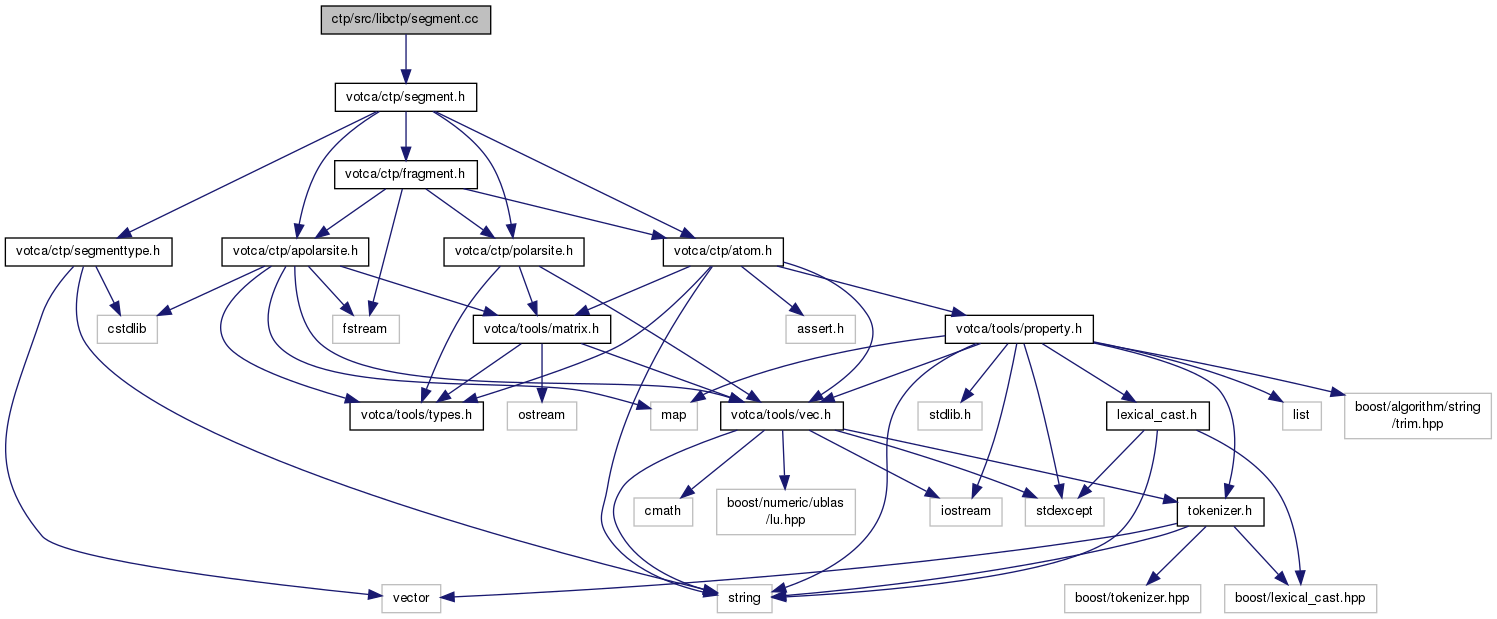 ctp/src/libctp/segment.cc
votca/ctp/segment.h
votca/ctp/fragment.h
votca/ctp/segmenttype.h
votca/ctp/apolarsite.h
votca/ctp/polarsite.h
votca/ctp/atom.h
cstdlib
fstream
votca/tools/matrix.h
assert.h
votca/tools/property.h
votca/tools/types.h
ostream
map
votca/tools/vec.h
stdlib.h
lexical_cast.h
list
boost/algorithm/string
/trim.hpp
cmath
boost/numeric/ublas
/lu.hpp
iostream
stdexcept
tokenizer.h
vector
string
boost/tokenizer.hpp
boost/lexical_cast.hpp